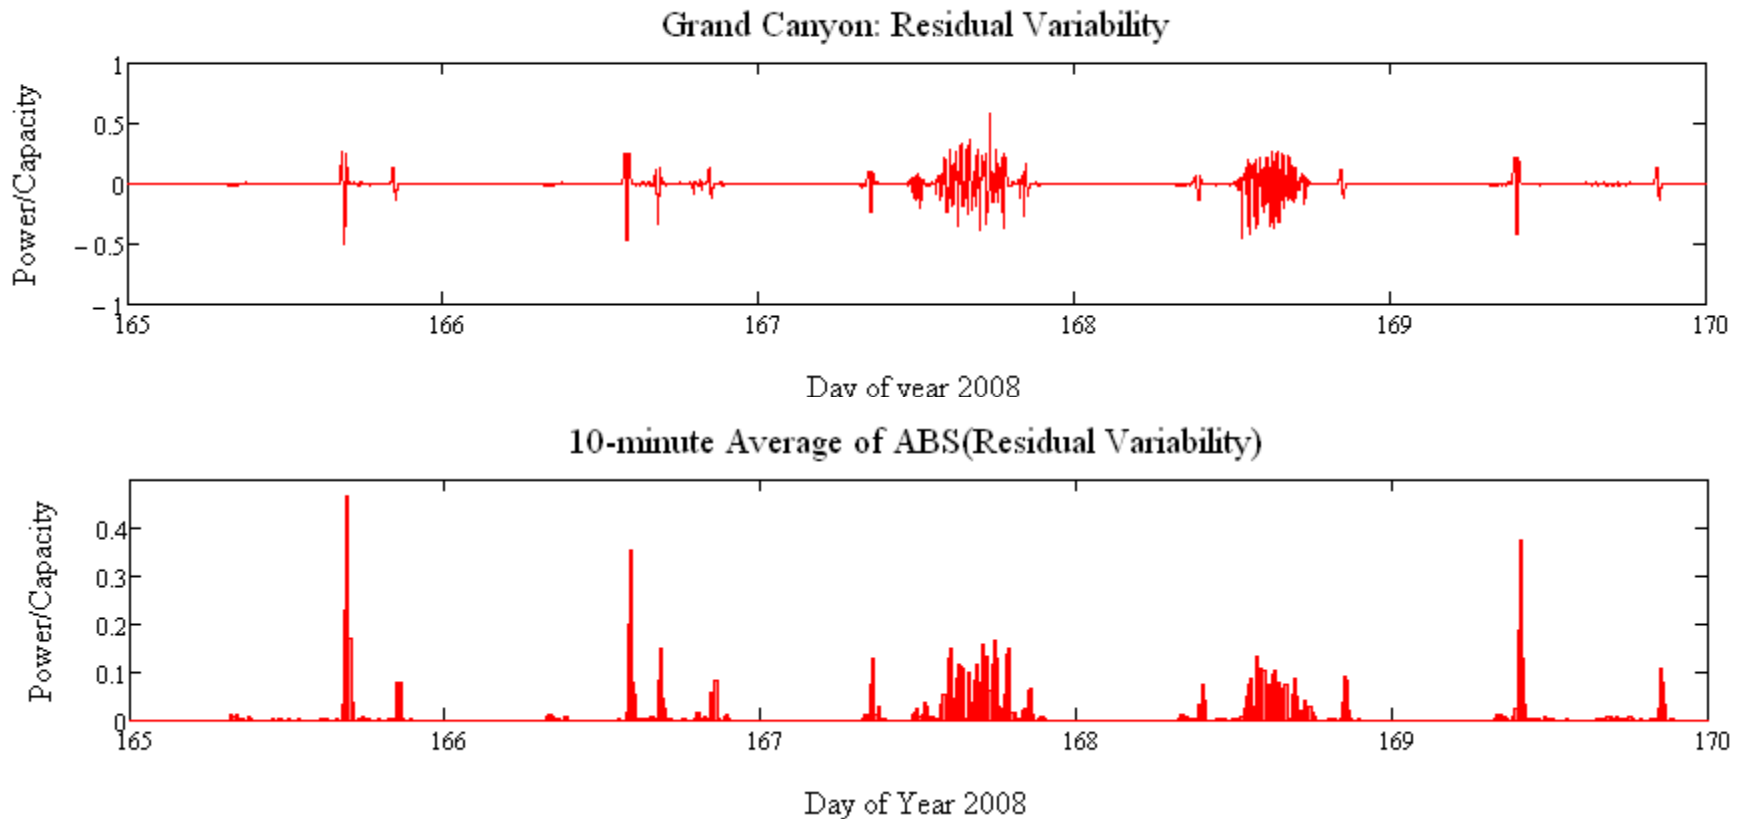 Grand Canyon: Residual Variability
Power/Capacity
1
0.5
0
− 0.5
− 1
165 166 167 168 169 170
Day of year 2008
10-minute Average of ABS(Residual Variability)
Power/Capacity
0.4
0.3
0.2
0.1
0
165 166 167 168 169 170
Day of Year 2008